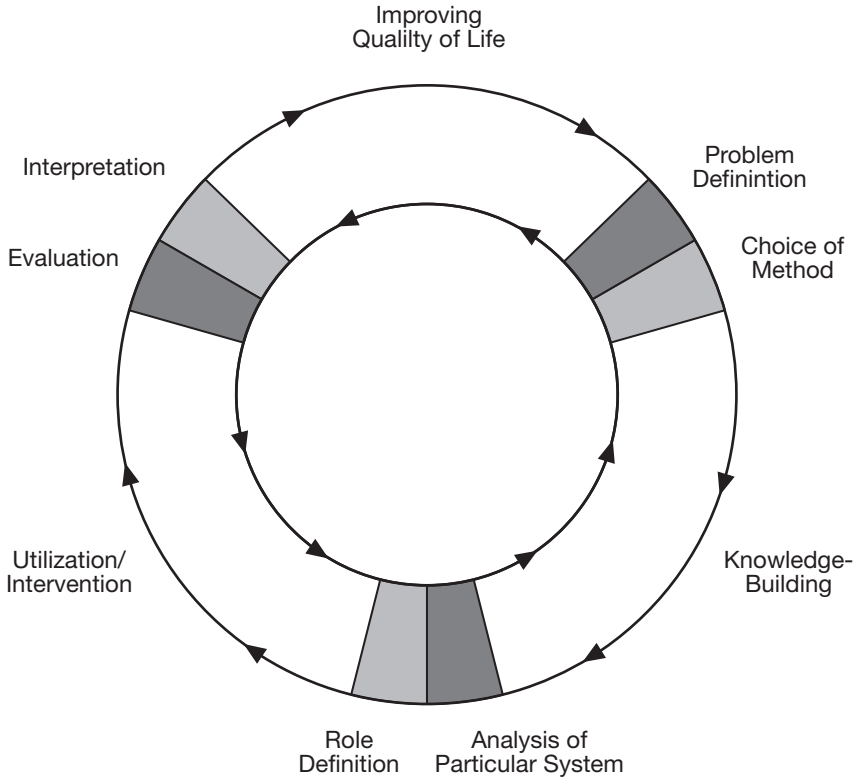 Improving
Qualilty of Life
Problem
Definintion
Choice of
Method
Knowledge-
Building
Analysis of
Particular System
Role
Definition
Utilization/
Intervention
Evaluation
Interpretation